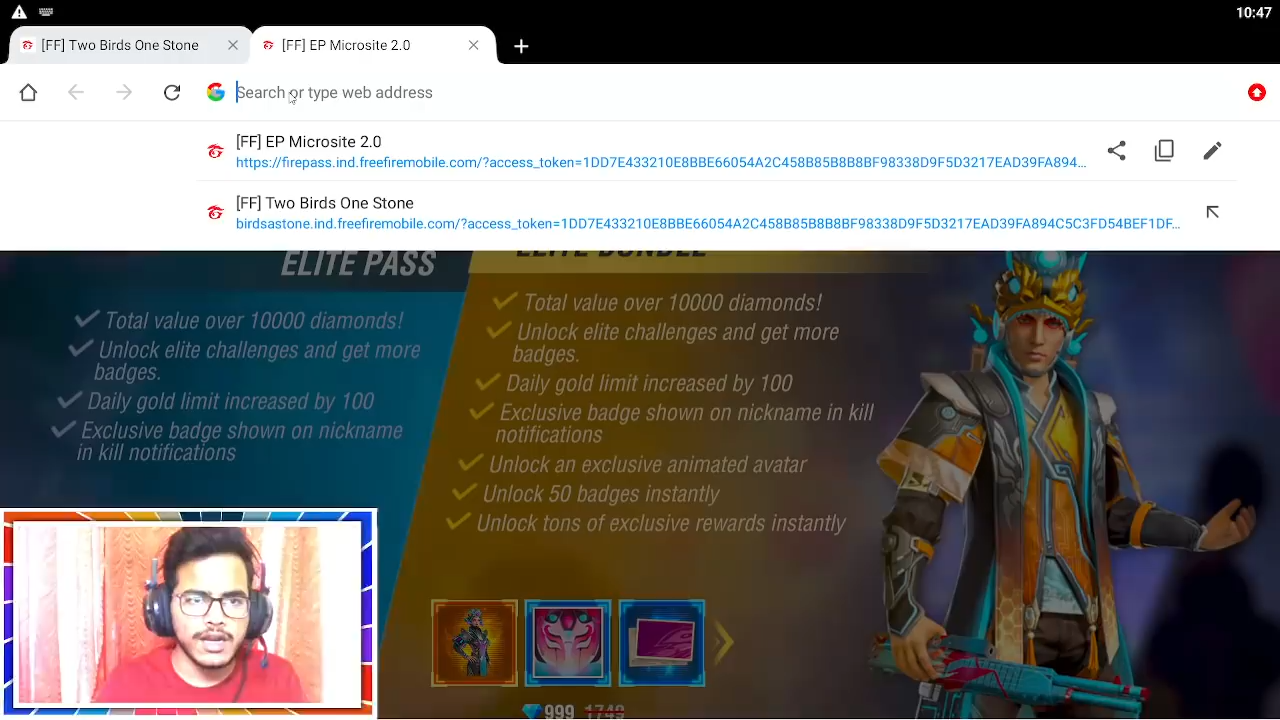 10:47
[FF] Two Birds One Stone
[FF] EP Microsite 2.0
Search or type web address
[FF] EP Microsite 2.0
https://firepass.ind.freefiremobile.com/?access_token=1DD7E433210E8BBE66054A2C458B85B8B8BF98338D9F5D3217EAD39FA894...
[FF] Two Birds One Stone
birdsastone.ind.freefiremobile.com/?access_token=1DD7E433210E8BBE66054A2C458B85B8B8BF98338D9F5D3217EAD39FA894C5C3FD54BEF1DF...
ELITE PASS
Total value over 10000 diamonds!
Unlock elite challenges and get more
badges.
Daily gold limit increased by 100
Exclusive badge shown on nickname
in kill notifications
ELITE BUNDLE
Total value over 10000 diamonds!
Unlock elite challenges and get more
badges.
Daily gold limit increased by 100
Exclusive badge shown on nickname in kill
notifications
Unlock an exclusive animated avatar
Unlock 50 badges instantly
Unlock tons of exclusive rewards instantly
999 1749